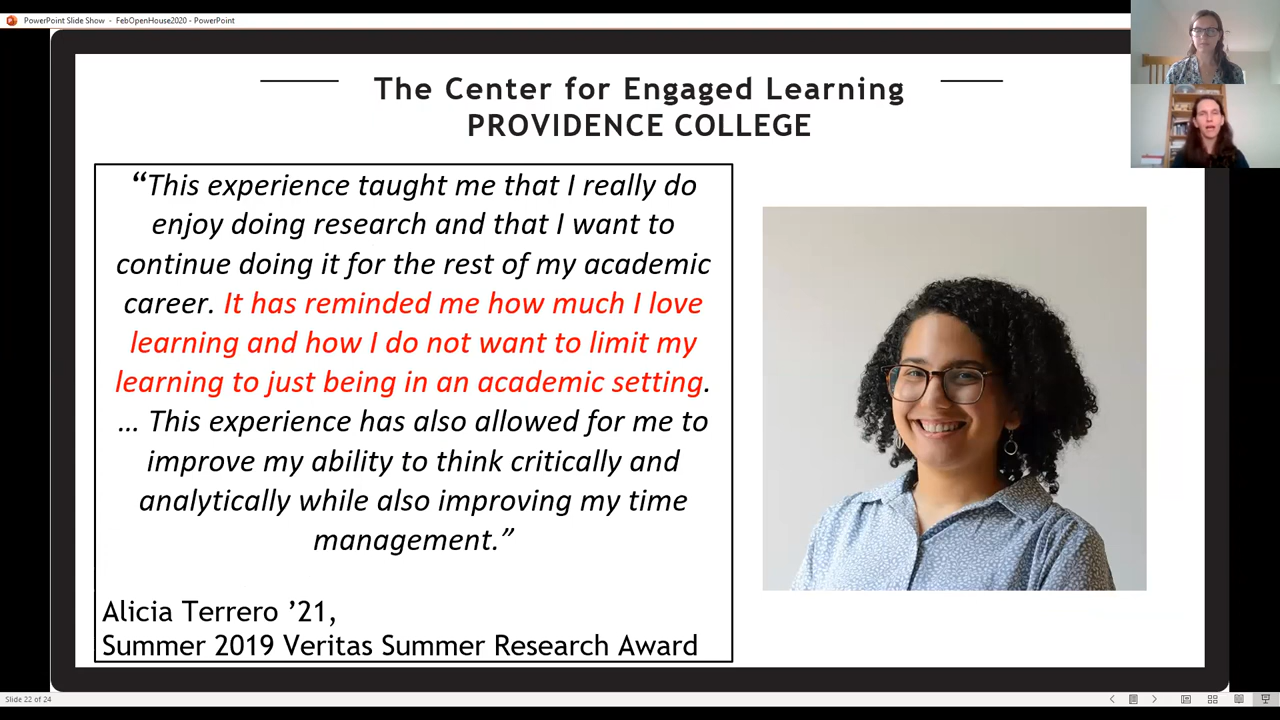 PowerPoint Slide Show - FebOpenHouse2020 - PowerPoint
The Center for Engaged Learning
PROVIDENCE COLLEGE
“This experience taught me that I really do
enjoy doing research and that I want to
continue doing it for the rest of my academic
career. It has reminded me how much I love
learning and how I do not want to limit my
learning to just being in an academic setting.
… This experience has also allowed for me to
improve my ability to think critically and
analytically while also improving my time
management.”
Alicia Terrero ’21,
Summer 2019 Veritas Summer Research Award
Slide 22 of 24